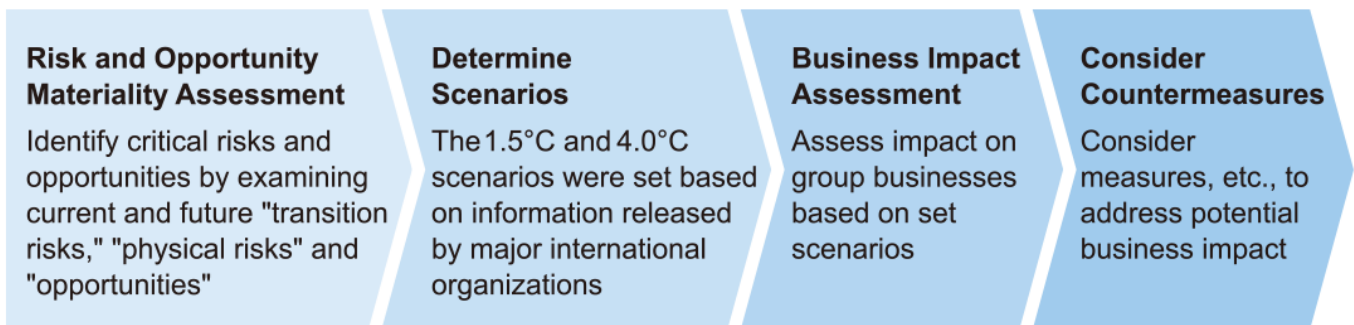 Risk and Opportunity
Materiality Assessment
Identify critical risks and
opportunities by examining
current and future "transition
risks," "physical risks" and
"opportunities"
Determine
Scenarios
The 1.5°C and 4.0°C
scenarios were set based
on information released
by major international
organizations
Business Impact
Assessment
Assess impact on
group businesses
based on set
scenarios
Consider
Countermeasures
Consider
measures, etc., to
address potential
business impact